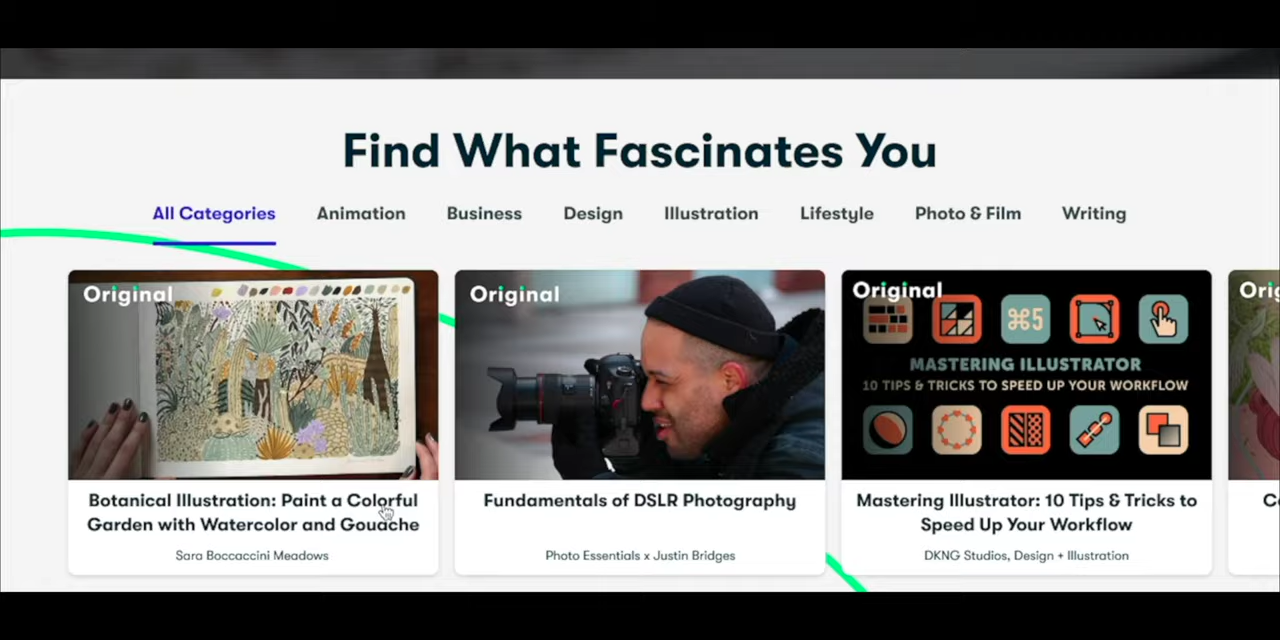 Find What Fascinates You
All Categories Animation Business Design Illustration Lifestyle Photo & Film Writing
Original
Botanical Illustration: Paint a Colorful
Garden with Watercolor and Gouache
Sara Boccaccini Meadows
Original
Fundamentals of DSLR Photography
Photo Essentials x Justin Bridges
Original
⌘5
MASTERING ILLUSTRATOR
10 TIPS & TRICKS TO SPEED UP YOUR WORKFLOW
Mastering Illustrator: 10 Tips & Tricks to
Speed Up Your Workflow
DKNG Studios, Design + Illustration
Orig